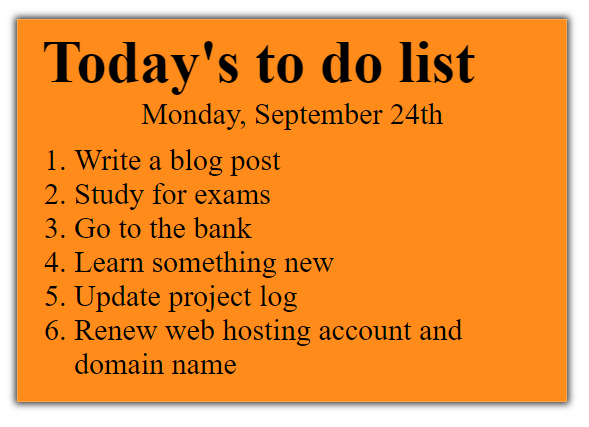 Today's to do list
Monday, September 24th
1. Write a blog post
2. Study for exams
3. Go to the bank
4. Learn something new
5. Update project log
6. Renew web hosting account and
domain name